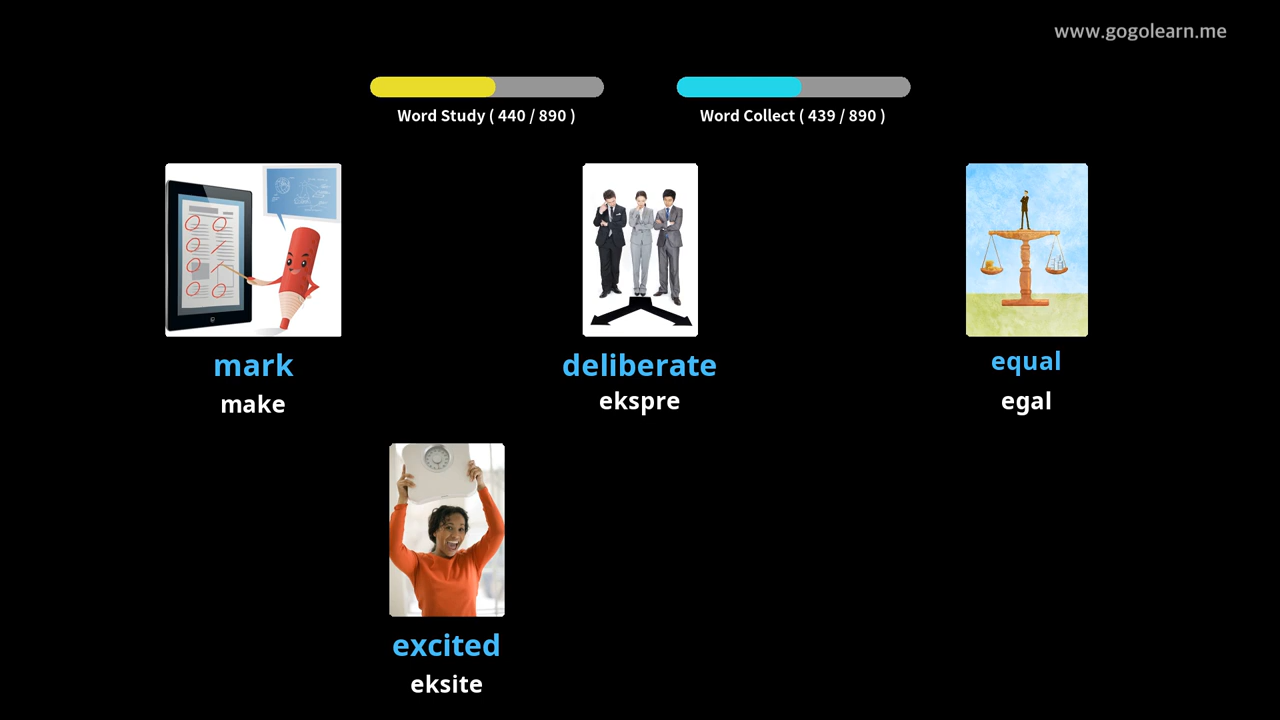 www.gogolearn.me
Word Study ( 440 / 890 )
Word Collect ( 439 / 890 )
mark
make
deliberate
ekspre
equal
egal
excited
eksite